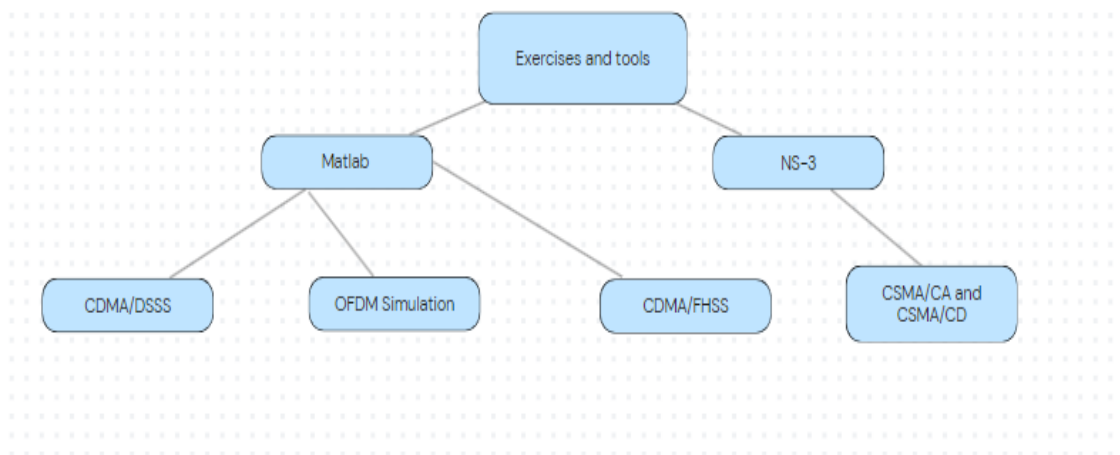 Exercises and tools
Matlab
NS-3
CDMA/DSSS
OFDM Simulation
CDMA/FHSS
CSMA/CA and
CSMA/CD